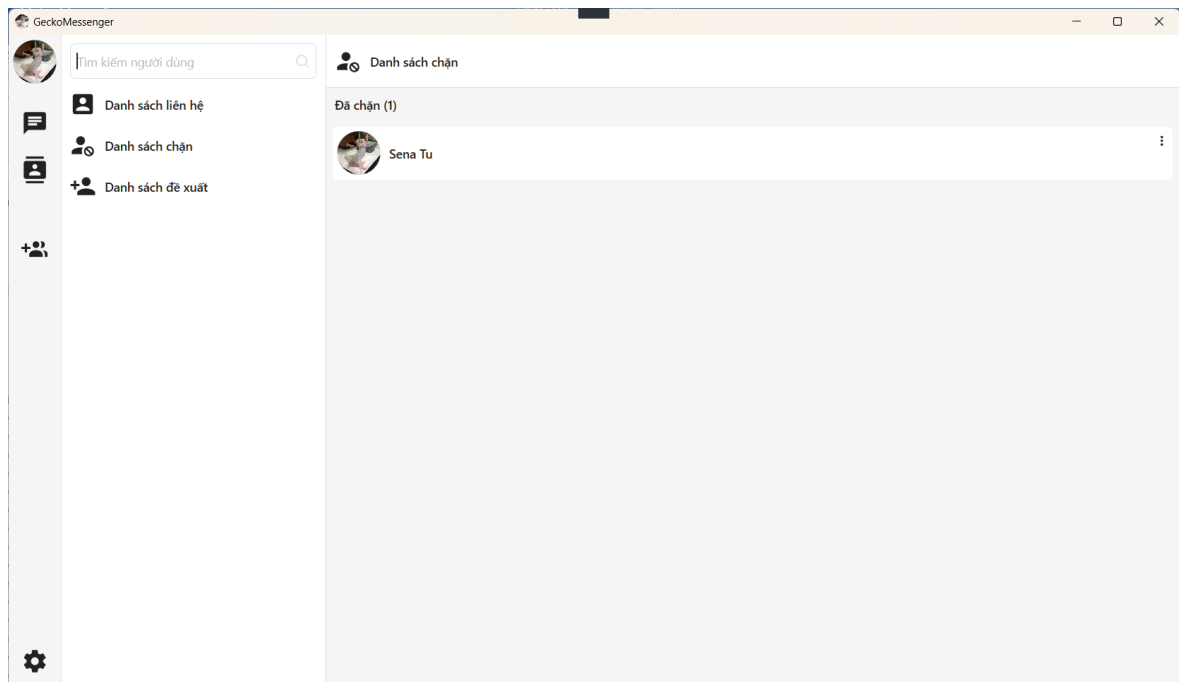 GeckoMessenger
Tìm kiếm người dùng
Danh sách liên hệ
Danh sách chặn
Danh sách đề xuất
Danh sách chặn
Đã chặn (1)
Sena Tu